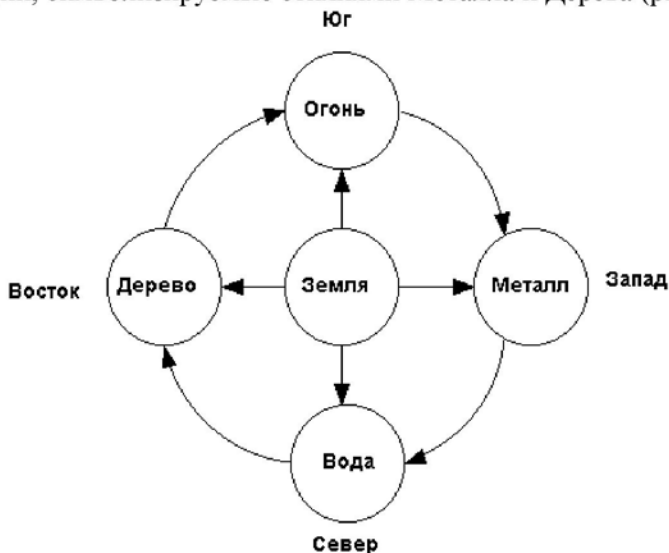 Юг
Огонь
Восток
Дерево
Земля
Металл
Запад
Вода
Север